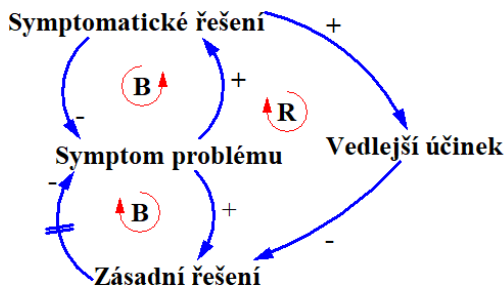 Symptomatické řešení
+
B
+
R
-
Symptom problému
Vedlejší účinek
-
B
+
-
Zásadní řešení